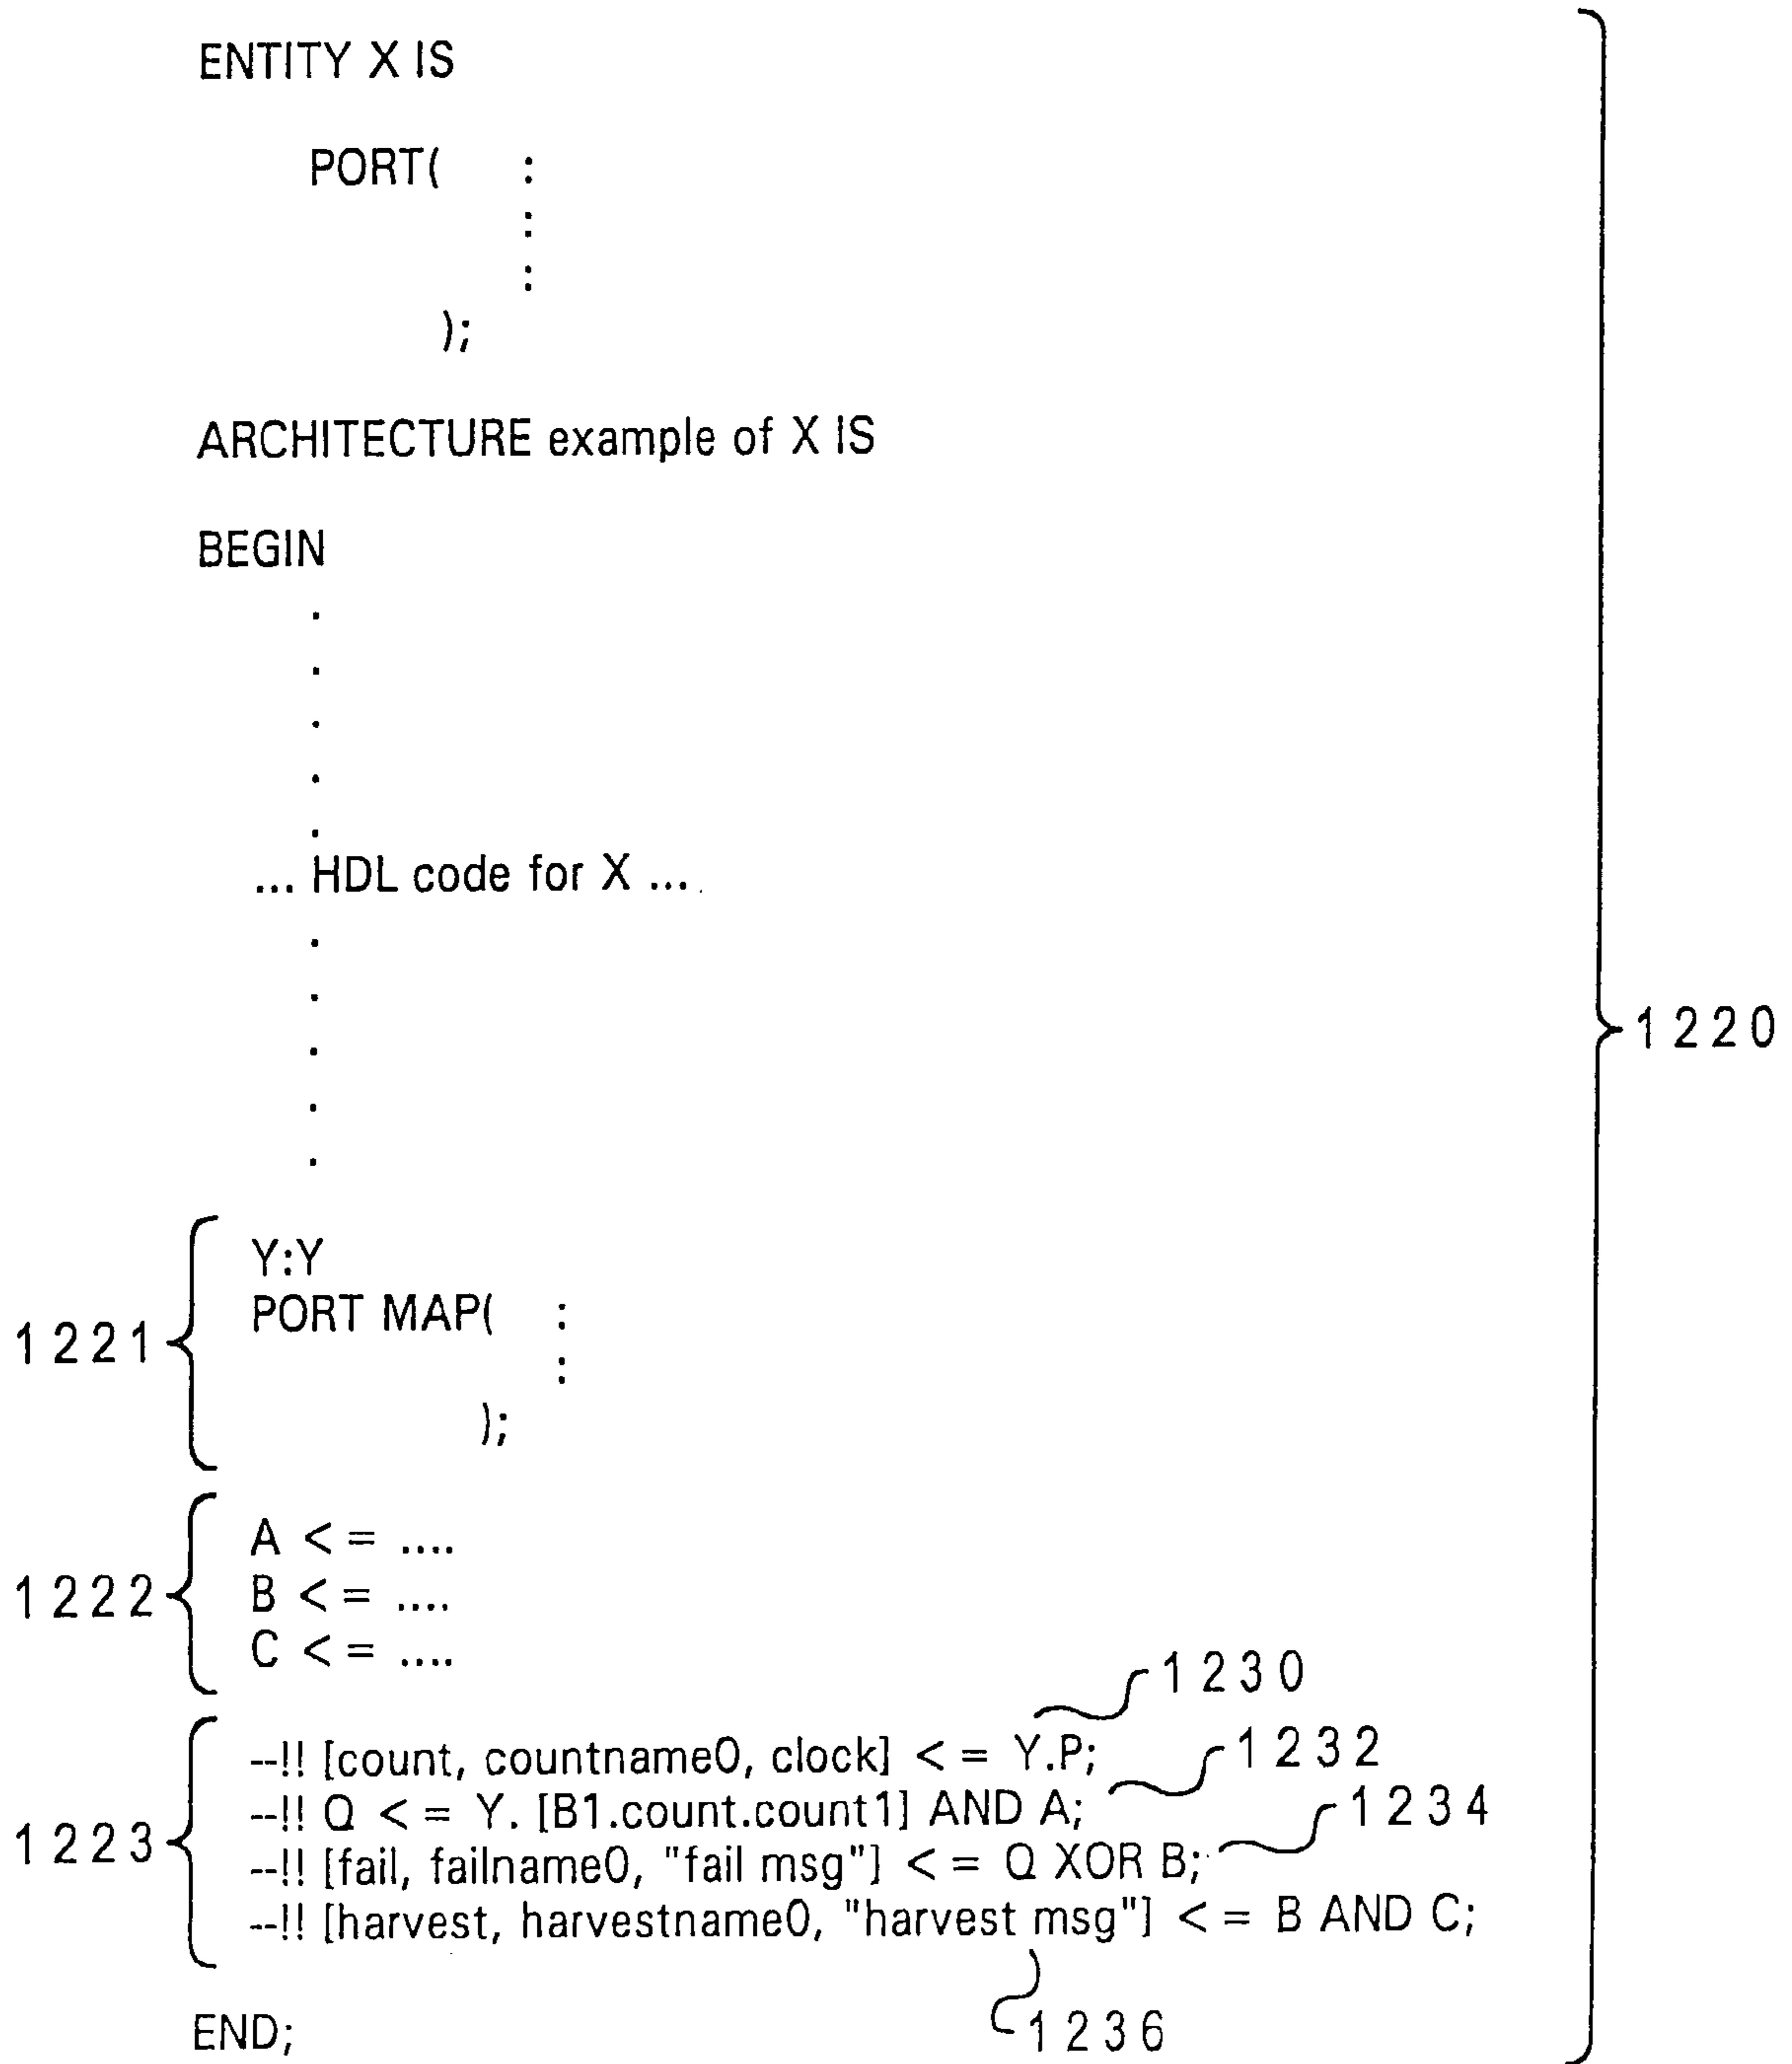 ENTITY X IS
PORT( :
:
:
);
ARCHITECTURE example of X IS
BEGIN
.
.
.
.
.
... HDL code for X ...
.
.
.
.
.
1220
Y:Y
PORT MAP( :
:
);
1221
A < = ....
B < = ....
C < = ....
1222
1230
--!! [count, countname0, clock] < = Y.P;
1232
--!! Q < = Y. [B1.count.count1] AND A;
1234
--!! [fail, failname0, "fail msg"] < = Q XOR B;
--!! [harvest, harvestname0, "harvest msg"] < = B AND C;
1223
1236
END;